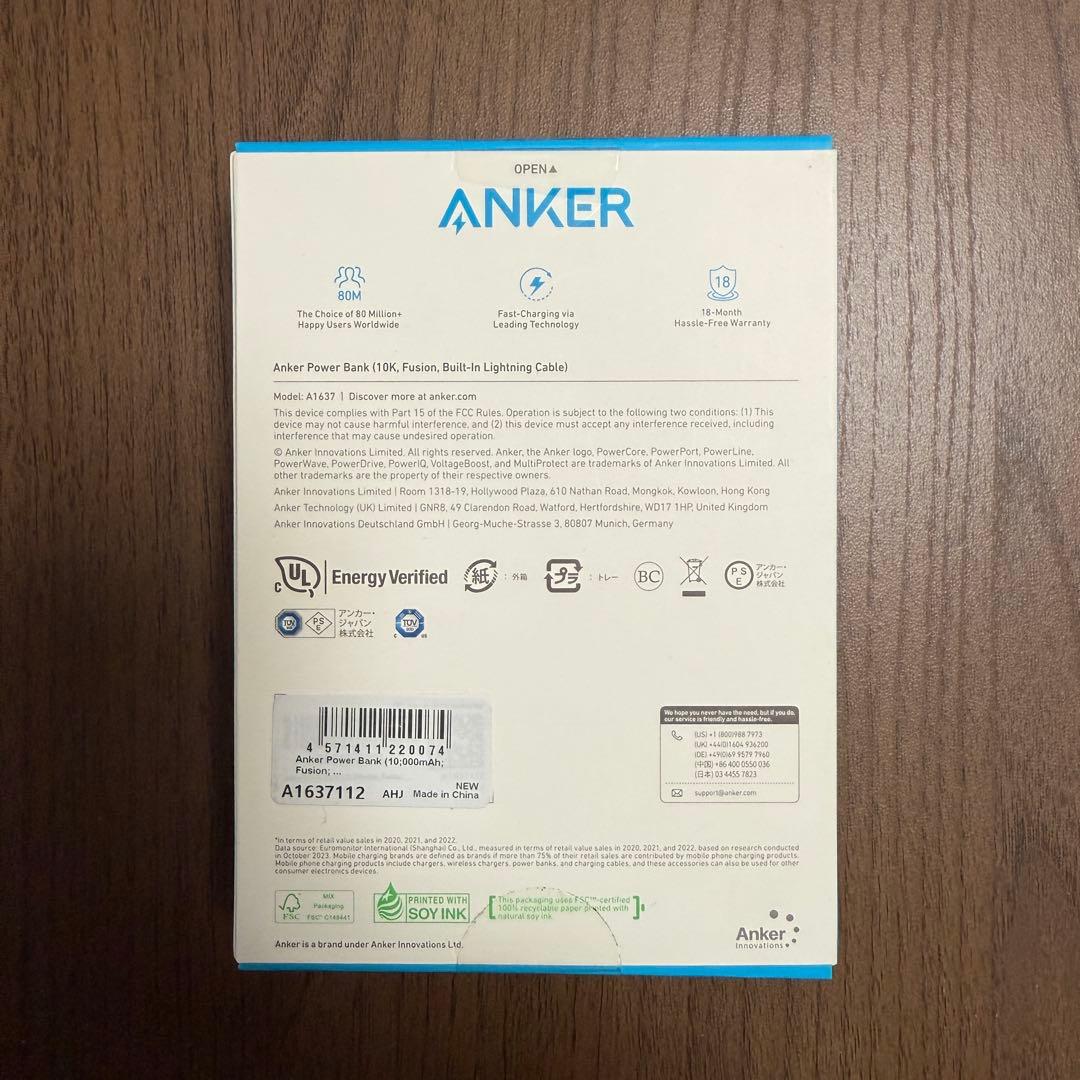 OPEN▲
ANKER
80M
The Choice of 80 Million+
Happy Users Worldwide
Fast-Charging via
Leading Technology
18
18-Month
Hassle-Free Warranty
Anker Power Bank (10K, Fusion, Built-In Lightning Cable)
Model: A1637 | Discover more at anker.com
This device complies with Part 15 of the FCC Rules. Operation is subject to the following two conditions: (1) This
device may not cause harmful interference, and (2) this device must accept any interference received, including
interference that may cause undesired operation.
© Anker Innovations Limited. All rights reserved. Anker, the Anker logo, PowerCore, PowerPort, PowerLine,
PowerWave, PowerDrive, PowerIQ, VoltageBoost, and MultiProtect are trademarks of Anker Innovations Limited. All
other trademarks are the property of their respective owners.
Anker Innovations Limited | Room 1318-19, Hollywood Plaza, 610 Nathan Road, Mongkok, Kowloon, Hong Kong
Anker Technology (UK) Limited | GNR8, 49 Clarendon Road, Watford, Hertfordshire, WD17 1HP, United Kingdom
Anker Innovations Deutschland GmbH | Georg-Muche-Strasse 3, 80807 Munich, Germany
C UL Energy Verified
紙 : 外箱
プラ : トレー
BC
PSE アンカー・
ジャパン
株式会社
TÜV PSE アンカー・
ジャパン
株式会社
C TÜV US
4 571411 220074
Anker Power Bank (10;000mAh;
Fusion; ...
NEW
A1637112 AHJ Made in China
We hope you never have the need, but if you do,
our service is friendly and hassle-free.
(US) +1 (800)988 7973
(UK) +44(0)1604 936200
(DE) +49(0)69 9579 7960
(中国) +86 400 0550 036
(日本) 03 4455 7823
support@anker.com
*In terms of retail value sales in 2020, 2021, and 2022.
Data source: Euromonitor International (Shanghai) Co., Ltd., measured in terms of retail value sales in 2020, 2021, and 2022, based on research conducted
in October 2023. Mobile charging brands are defined as brands if more than 75% of their retail sales are contributed by mobile phone charging products.
Mobile phone charging products include chargers, wireless chargers, power banks, and charging cables, and these accessories can also be used for other
consumer electronics devices.
FSC
MIX
Packaging
FSC™ C148441
PRINTED WITH
SOY INK
This packaging uses FSC™-certified
100% recyclable paper printed with
natural soy ink.
Anker is a brand under Anker Innovations Ltd.
Anker
Innovations